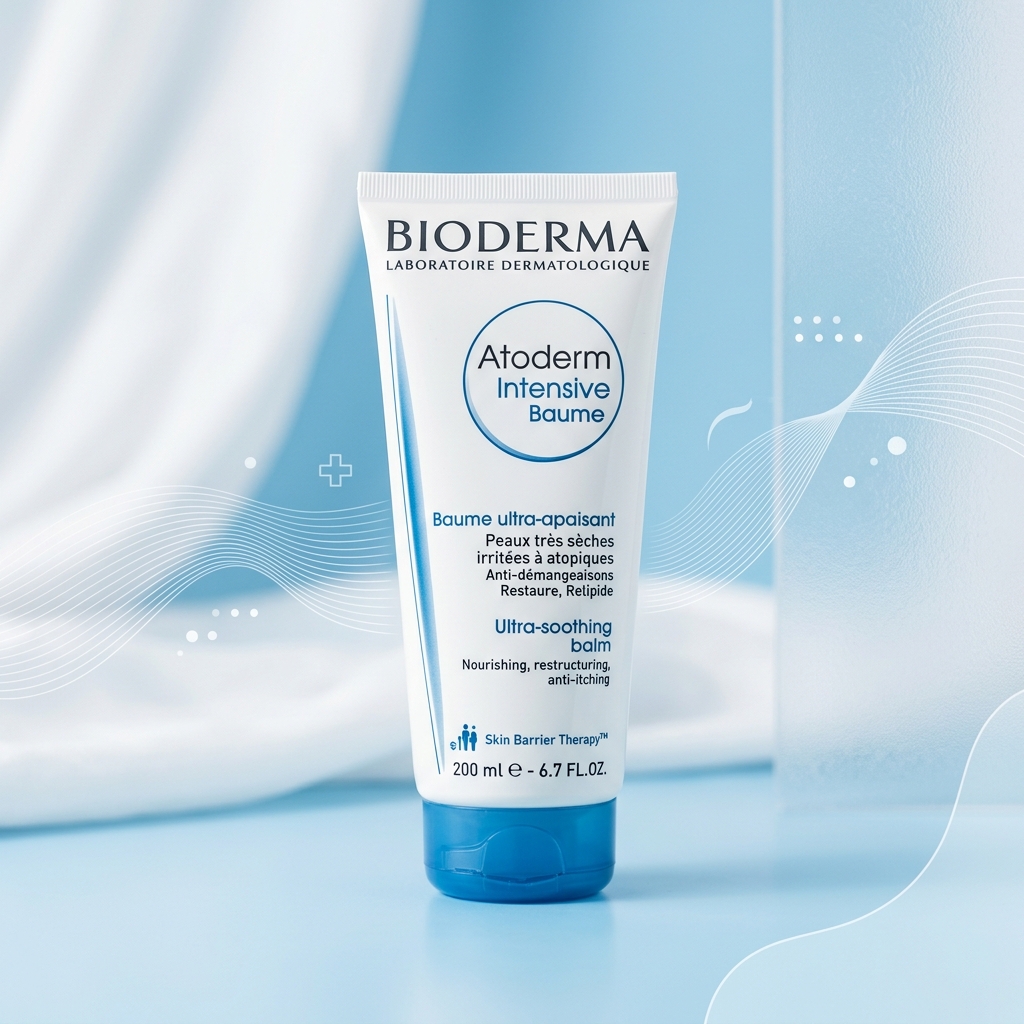 BIODERMA
LABORATOIRE DERMATOLOGIQUE
Atoderm
Intensive
Baume
Baume ultra-apaisant
Peaux très sèches
irritées à atopiques
Anti-démangeaisons
Restaure, Relipide
Ultra-soothing
balm
Nourishing, restructuring,
anti-itching
Skin Barrier Therapy™
200 ml ℮ - 6.7 FL.OZ.